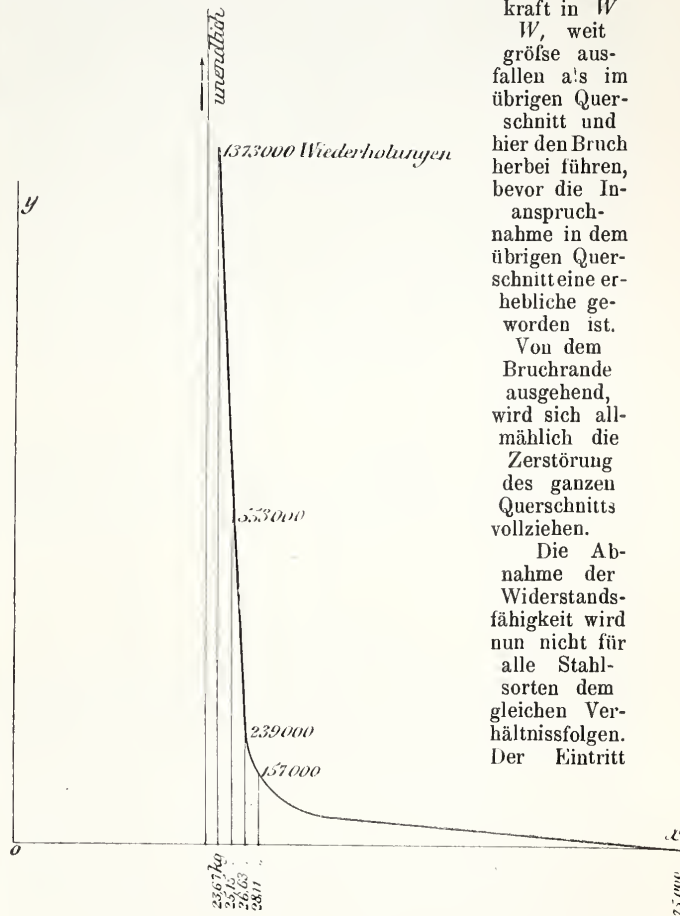 unendlich
1373000 Wiederholungen
y
553000
239000
157000
0
x
23,67 kg
25,15 "
26,63 "
28,11 "
kraft in W
W, weit
gröfse aus-
fallen als im
übrigen Quer-
schnitt und
hier den Bruch
herbei führen,
bevor die In-
anspruch-
nahme in dem
übrigen Quer-
schnitt eine er-
hebliche ge-
worden ist.
Von dem
Bruchrande
ausgehend,
wird sich all-
mählich die
Zerstörung
des ganzen
Querschnitts
vollziehen.
Die Ab-
nahme der
Widerstands-
fähigkeit wird
nun nicht für
alle Stahl-
sorten dem
gleichen Ver-
hältniss folgen.
Der Eintritt